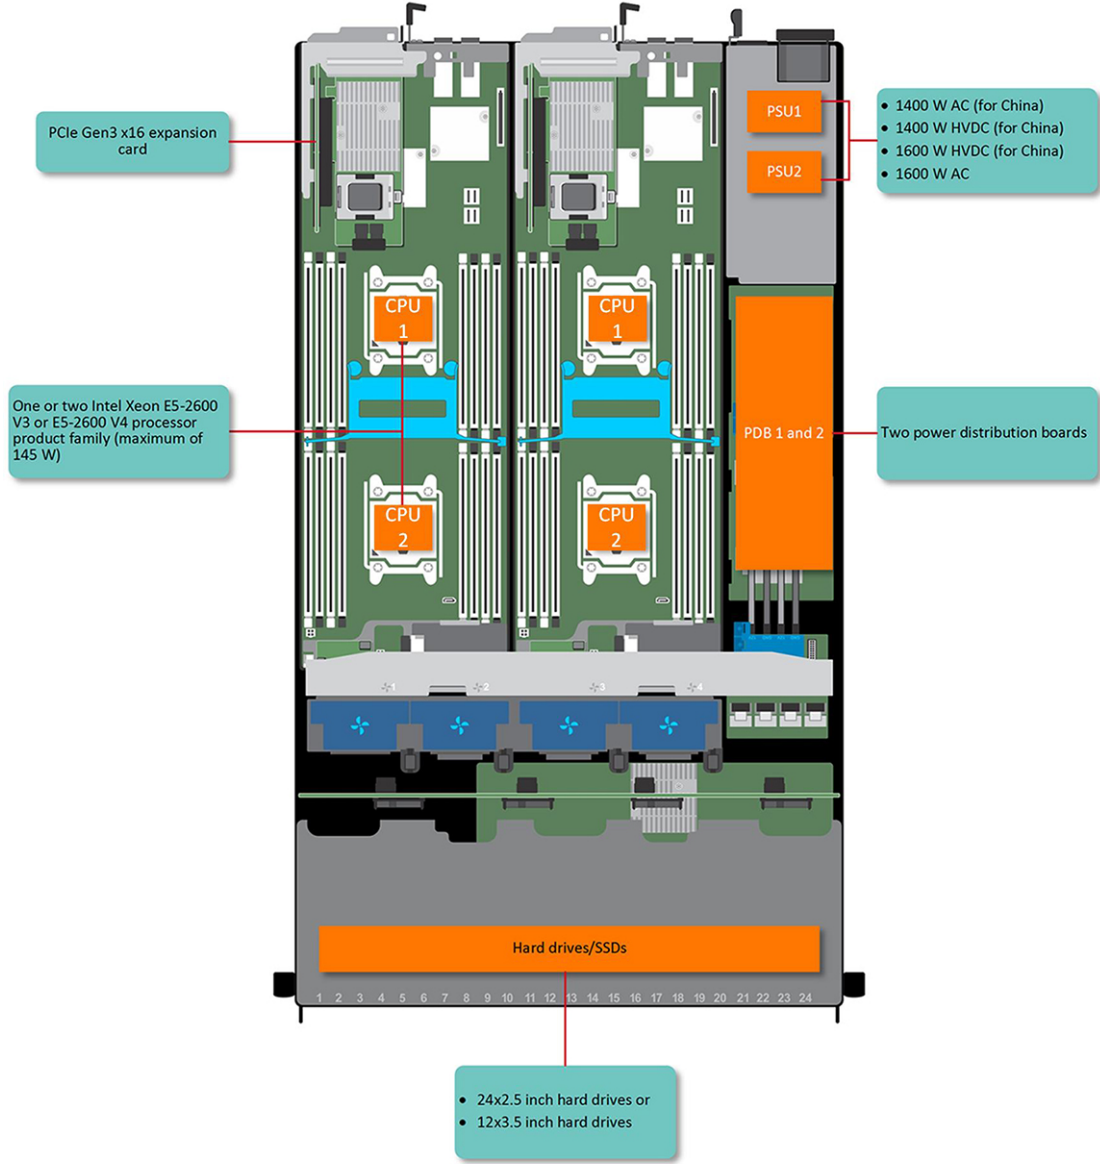 PSU1
PSU2
1400 W AC (for China)
1400 W HVDC (for China)
1600 W HVDC (for China)
1600 W AC
PCIe Gen3 x16 expansion
card
CPU
1
CPU
1
One or two Intel Xeon E5-2600
V3 or E5-2600 V4 processor
product family (maximum of
145 W)
PDB 1 and 2
Two power distribution boards
CPU
2
CPU
2
1 2 3 4
Hard drives/SSDs
1 2 3 4 5 6 7 8 9 10 11 12 13 14 15 16 17 18 19 20 21 22 23 24
24x2.5 inch hard drives or
12x3.5 inch hard drives